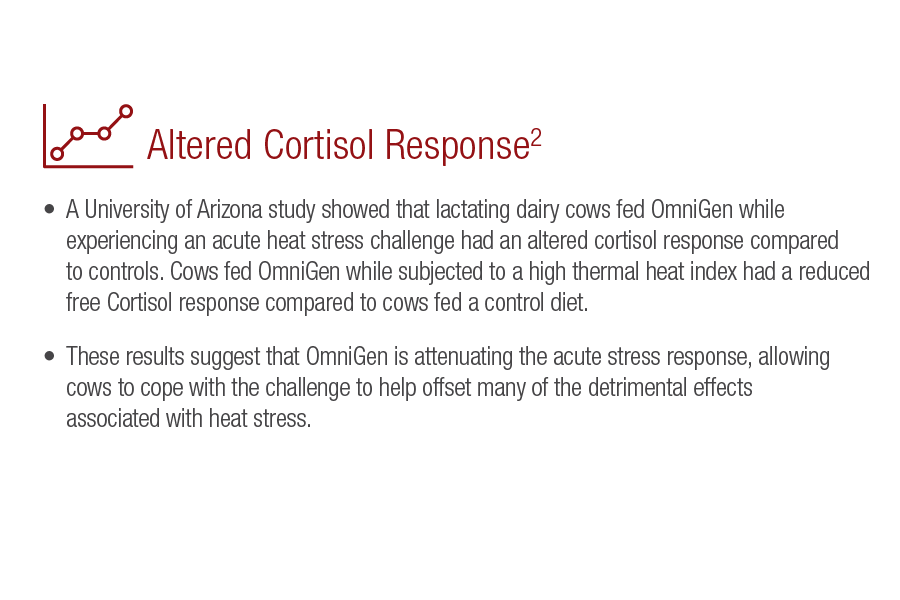 Altered Cortisol Response²
• A University of Arizona study showed that lactating dairy cows fed OmniGen while
experiencing an acute heat stress challenge had an altered cortisol response compared
to controls. Cows fed OmniGen while subjected to a high thermal heat index had a reduced
free Cortisol response compared to cows fed a control diet.
• These results suggest that OmniGen is attenuating the acute stress response, allowing
cows to cope with the challenge to help offset many of the detrimental effects
associated with heat stress.